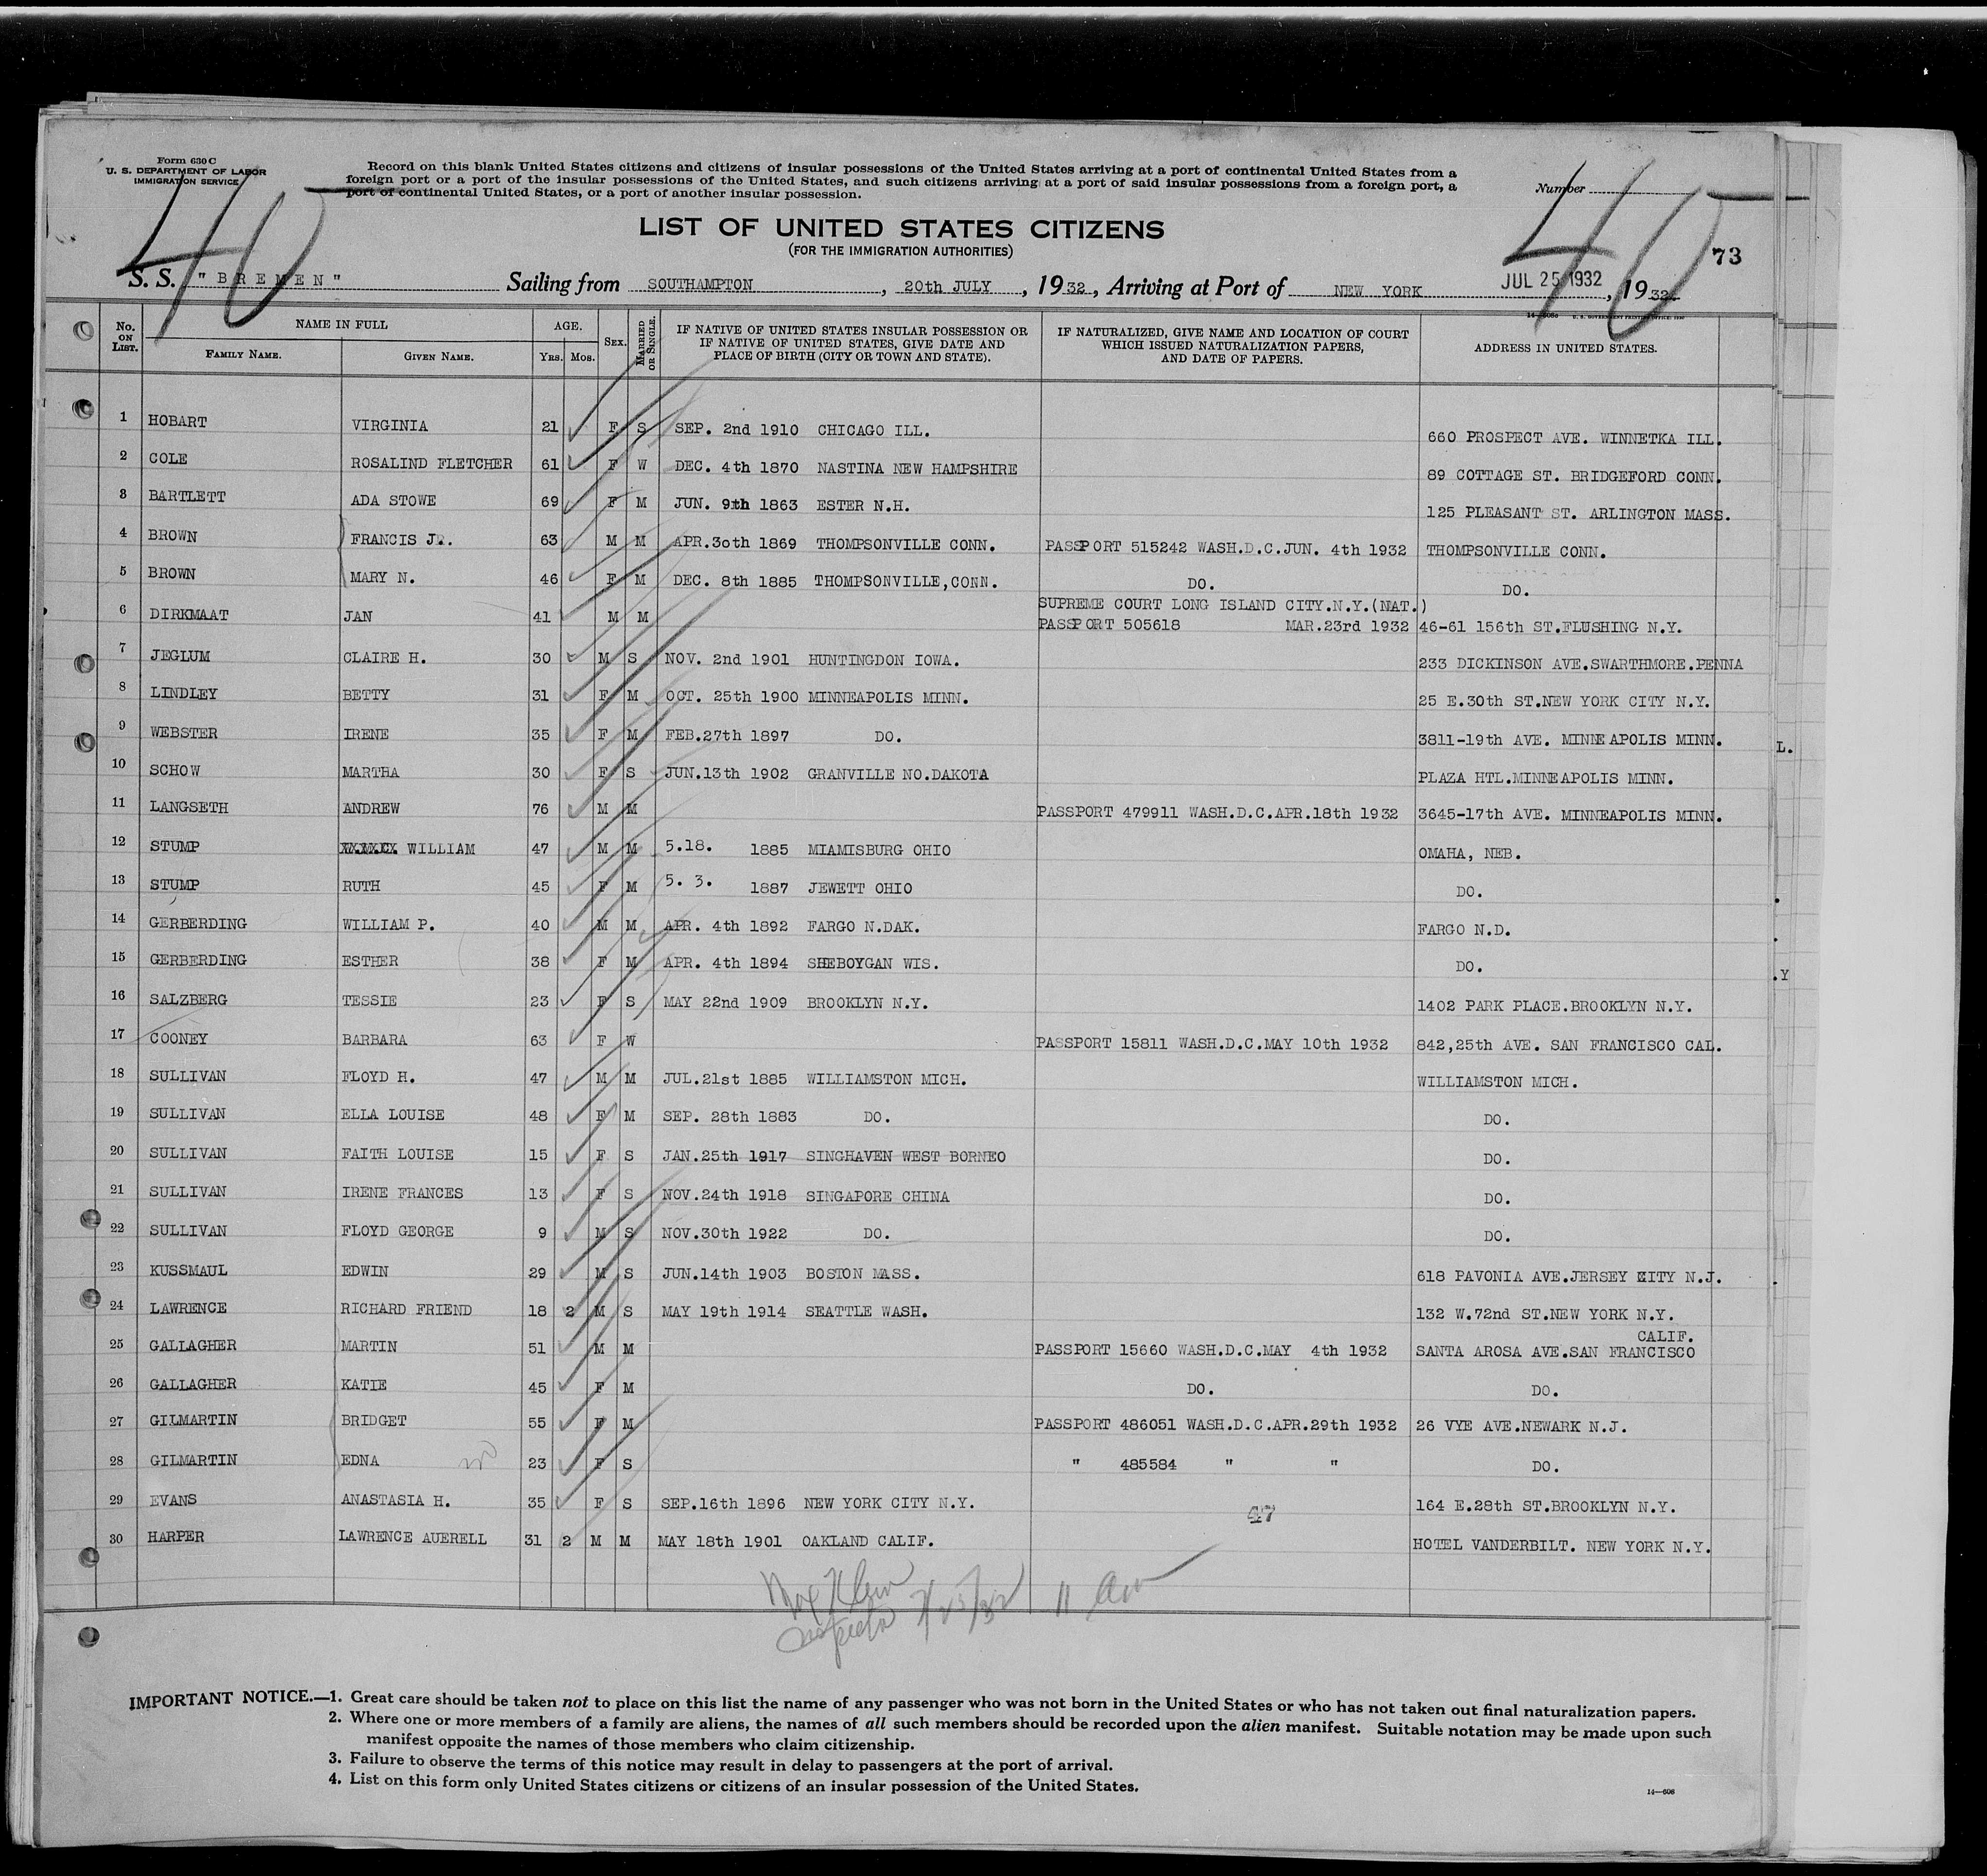 Form 630 C
U. S. DEPARTMENT OF LABOR
IMMIGRATION SERVICE
40
Record on this blank United States citizens and citizens of insular possessions of the United States arriving at a port of continental United States from a
foreign port or a port of the insular possessions of the United States, and such citizens arriving at a port of said insular possessions from a foreign port, a
port of continental United States, or a port of another insular possession.
Number
40
LIST OF UNITED STATES CITIZENS
(FOR THE IMMIGRATION AUTHORITIES)
73
S. S. "BREMEN" Sailing from SOUTHAMPTON, 20th JULY, 1932, Arriving at Port of NEW YORK JUL 25 1932, 1932
No. ON LIST. NAME IN FULL FAMILY NAME. GIVEN NAME. AGE. YRS. MOS. SEX. MARRIED OR SINGLE. IF NATIVE OF UNITED STATES INSULAR POSSESSION OR IF NATIVE OF UNITED STATES, GIVE DATE AND PLACE OF BIRTH (CITY OR TOWN AND STATE). IF NATURALIZED, GIVE NAME AND LOCATION OF COURT WHICH ISSUED NATURALIZATION PAPERS, AND DATE OF PAPERS. ADDRESS IN UNITED STATES.
1 HOBART VIRGINIA 21 F S SEP. 2nd 1910 CHICAGO ILL. 660 PROSPECT AVE. WINNETKA ILL.
2 COLE ROSALIND FLETCHER 61 F W DEC. 4th 1870 NASTINA NEW HAMPSHIRE 89 COTTAGE ST. BRIDGEFORD CONN.
3 BARTLETT ADA STOWE 69 F M JUN. 9th 1863 ESTER N.H. 125 PLEASANT ST. ARLINGTON MASS.
4 BROWN FRANCIS J.. 63 M M APR.3oth 1869 THOMPSONVILLE CONN. PASSPORT 515242 WASH.D.C.JUN. 4th 1932 THOMPSONVILLE CONN.
5 BROWN MARY N. 46 F M DEC. 8th 1885 THOMPSONVILLE,CONN. DO. DO.
6 DIRKMAAT JAN 41 M M SUPREME COURT LONG ISLAND CITY.N.Y.(NAT.)
PASSPORT 505618 MAR.23rd 1932 46-61 156th ST.FLUSHING N.Y.
7 JEGLUM CLAIRE H. 30 M S NOV. 2nd 1901 HUNTINGDON IOWA. 233 DICKINSON AVE.SWARTHMORE.PENNA
8 LINDLEY BETTY 31 F M OCT. 25th 1900 MINNEAPOLIS MINN. 25 E.30th ST.NEW YORK CITY N.Y.
9 WEBSTER IRENE 35 F M FEB.27th 1897 DO. 3811-19th AVE. MINNEAPOLIS MINN.
10 SCHOW MARTHA 30 F S JUN.13th 1902 GRANVILLE NO.DAKOTA PLAZA HTL.MINNEAPOLIS MINN.
11 LANGSETH ANDREW 76 M M PASSPORT 479911 WASH.D.C.APR.18th 1932 3645-17th AVE. MINNEAPOLIS MINN.
12 STUMP WILLIAM 47 M M 5.18. 1885 MIAMISBURG OHIO OMAHA, NEB.
13 STUMP RUTH 45 F M 5. 3. 1887 JEWETT OHIO DO.
14 GERBERDING WILLIAM P. 40 M M APR. 4th 1892 FARGO N.DAK. FARGO N.D.
15 GERBERDING ESTHER 38 F M APR. 4th 1894 SHEBOYGAN WIS. DO.
16 SALZBERG TESSIE 23 F S MAY 22nd 1909 BROOKLYN N.Y. 1402 PARK PLACE.BROOKLYN N.Y.
17 COONEY BARBARA 63 F W PASSPORT 15811 WASH.D.C.MAY 10th 1932 842,25th AVE. SAN FRANCISCO CAL.
18 SULLIVAN FLOYD H. 47 M M JUL.21st 1885 WILLIAMSTON MICH. WILLIAMSTON MICH.
19 SULLIVAN ELLA LOUISE 48 F M SEP. 28th 1883 DO. DO.
20 SULLIVAN FAITH LOUISE 15 F S JAN.25th 1917 SINGHAVEN WEST BORNEO DO.
21 SULLIVAN IRENE FRANCES 13 F S NOV.24th 1918 SINGAPORE CHINA DO.
22 SULLIVAN FLOYD GEORGE 9 M S NOV.30th 1922 DO. DO.
23 KUSSMAUL EDWIN 29 M S JUN.14th 1903 BOSTON MASS. 618 PAVONIA AVE.JERSEY CITY N.J.
24 LAWRENCE RICHARD FRIEND 18 2 M S MAY 19th 1914 SEATTLE WASH. 132 W.72nd ST.NEW YORK N.Y.
CALIF.
25 GALLAGHER MARTIN 51 M M PASSPORT 15660 WASH.D.C.MAY 4th 1932 SANTA AROSA AVE.SAN FRANCISCO
26 GALLAGHER KATIE 45 F M DO. DO.
27 GILMARTIN BRIDGET 55 F M PASSPORT 486051 WASH.D.C.APR.29th 1932 26 VYE AVE.NEWARK N.J.
28 GILMARTIN EDNA 23 F S " 485584 " " DO.
29 EVANS ANASTASIA H. 35 F S SEP.16th 1896 NEW YORK CITY N.Y. 164 E.28th ST.BROOKLYN N.Y.
47
30 HARPER LAWRENCE AUERELL 31 2 M M MAY 18th 1901 OAKLAND CALIF. HOTEL VANDERBILT. NEW YORK N.Y.
Max Klein
Inspector 7/25/32 11 am
IMPORTANT NOTICE.—1. Great care should be taken not to place on this list the name of any passenger who was not born in the United States or who has not taken out final naturalization papers.
2. Where one or more members of a family are aliens, the names of all such members should be recorded upon the alien manifest. Suitable notation may be made upon such
manifest opposite the names of those members who claim citizenship.
3. Failure to observe the terms of this notice may result in delay to passengers at the port of arrival.
4. List on this form only United States citizens or citizens of an insular possession of the United States.
14—608